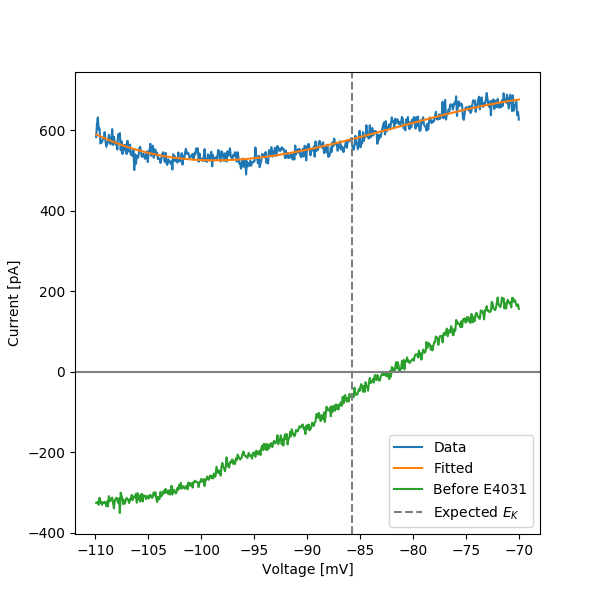 Current [pA]
600
400
200
0
−200
−400
−110
−105
−100
−95
−90
−85
−80
−75
−70
Voltage [mV]
Data
Fitted
Before E4031
Expected E_K